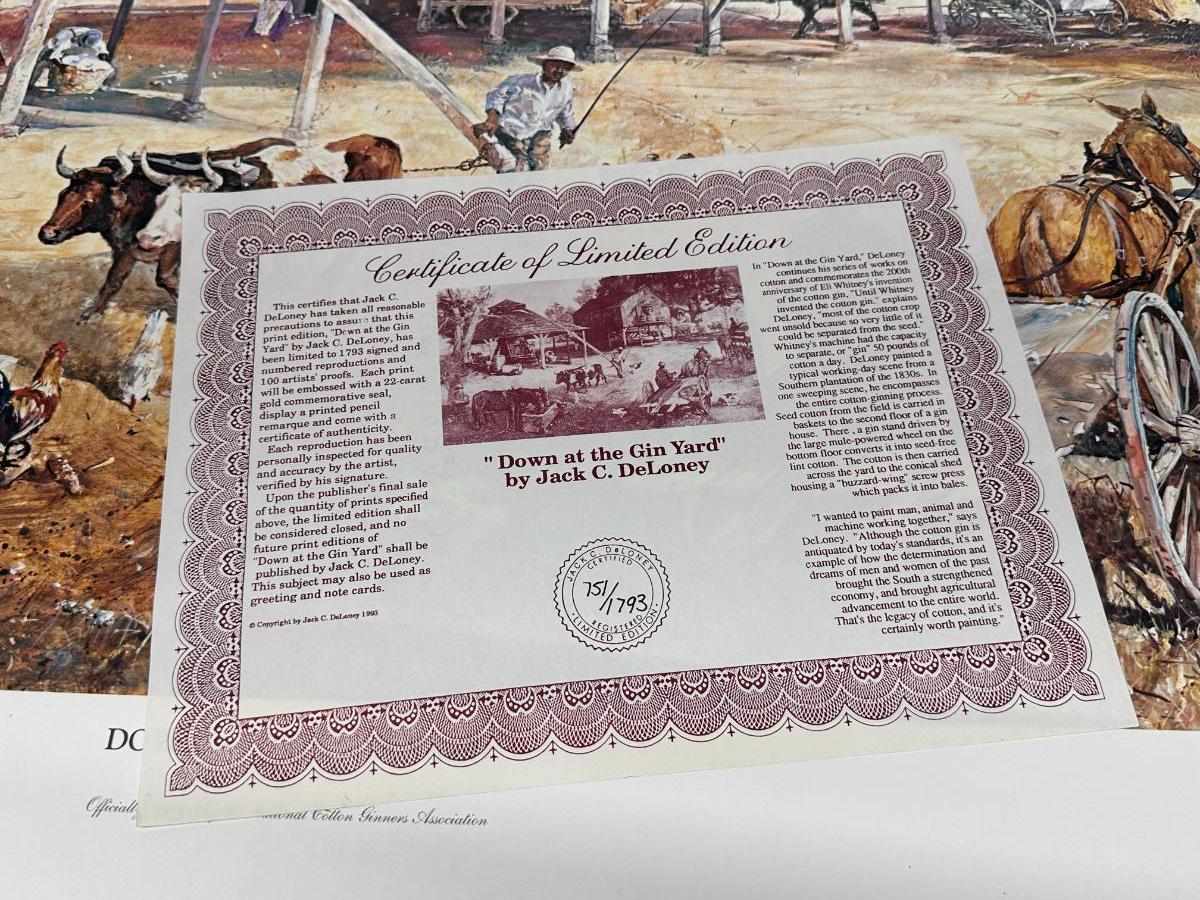 Certificate of Limited Edition
This certifies that Jack C.
DeLoney has taken all reasonable
precautions to assure that this
print edition, "Down at the Gin
Yard" by Jack C. DeLoney, has
been limited to 1793 signed and
numbered reproductions and
100 artists' proofs. Each print
will be embossed with a 22-carat
gold commemorative seal,
display a printed pencil
remarque and come with a
certificate of authenticity.
Each reproduction has been
personally inspected for quality
and accuracy by the artist,
verified by his signature.
Upon the publisher's final sale
of the quantity of prints specified
above, the limited edition shall
be considered closed, and no
future print editions of
"Down at the Gin Yard" shall be
published by Jack C. DeLoney.
This subject may also be used as
greeting and note cards.
© Copyright by Jack C. DeLoney 1993
" Down at the Gin Yard"
by Jack C. DeLoney
JACK C. DeLONEY
CERTIFIED
751/1793
REGISTERED
LIMITED EDITION
In "Down at the Gin Yard," DeLoney
continues his series of works on
cotton and commemorates the 200th
anniversary of Eli Whitney's invention
of the cotton gin, "Until Whitney
invented the cotton gin." explains
DeLoney, "most of the cotton crop
went unsold because so very little of it
could be separated from the seed."
Whitney's machine had the capacity
to separate, or "gin" 50 pounds of
cotton a day. DeLoney painted a
typical working-day scene from a
Southern plantation of the 1830s. In
one sweeping scene, he encompasses
the entire cotton-ginning process.
Seed cotton from the field is carried in
baskets to the second floor of a gin
house. There , a gin stand driven by
the large mule-powered wheel on the
bottom floor converts it into seed-free
lint cotton. The cotton is then carried
across the yard to the conical shed
housing a "buzzard-wing" screw press
which packs it into bales.
"I wanted to paint man, animal and
machine working together," says
DeLoney. "Although the cotton gin is
antiquated by today's standards, it's an
example of how the determination and
dreams of men and women of the past
brought the South a strengthened
economy, and brought agricultural
advancement to the entire world.
That's the legacy of cotton, and it's
certainly worth painting."
DO
Officially
Cotton Ginners Association